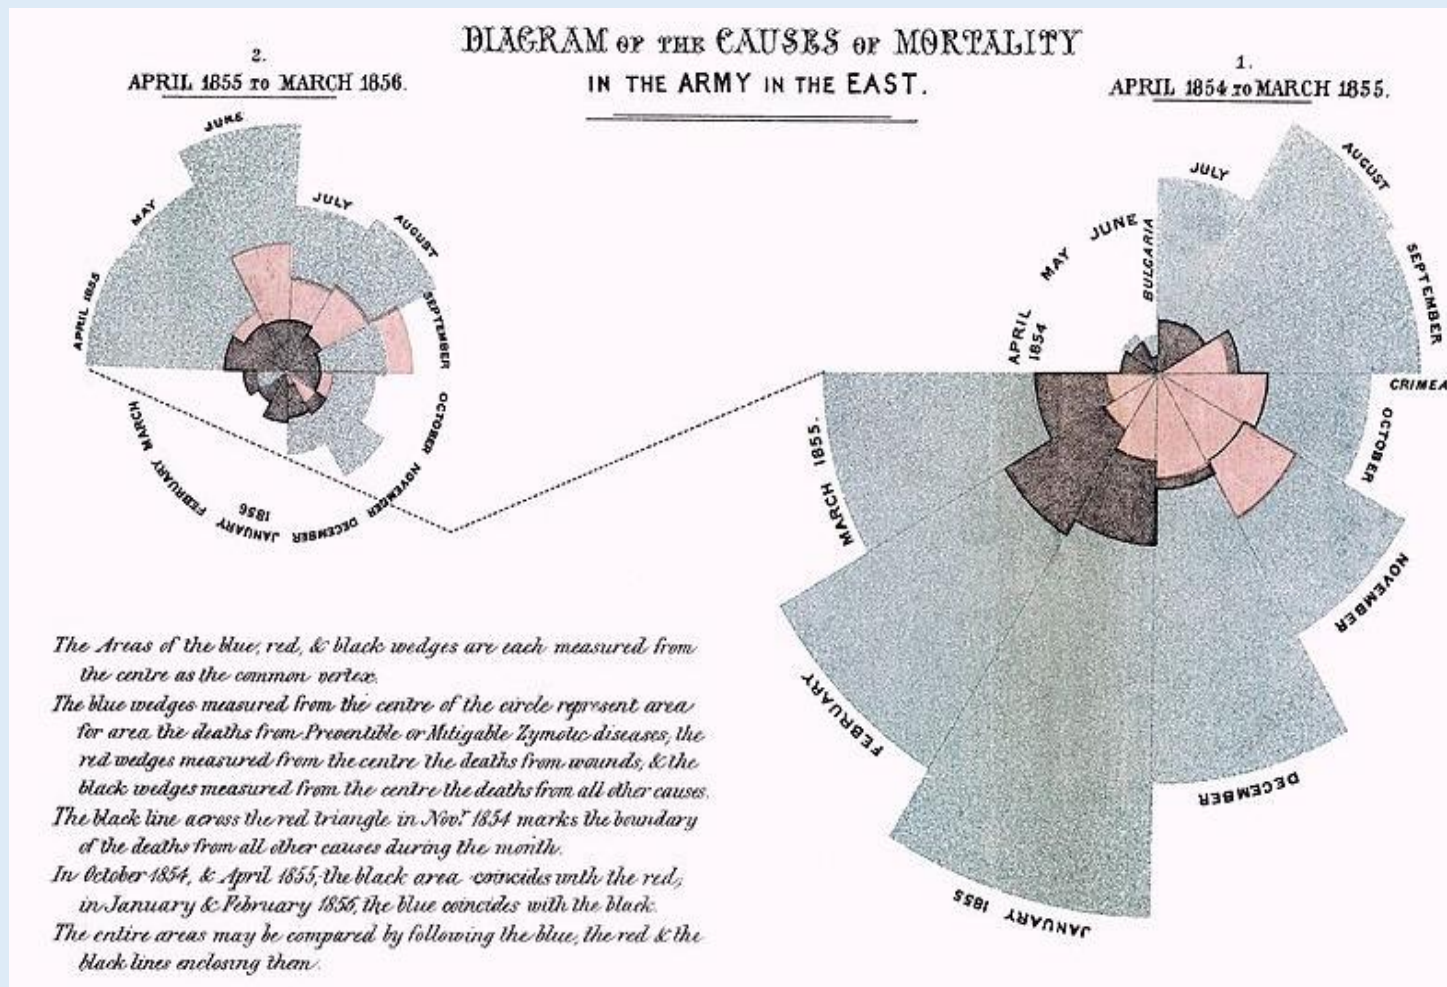 DIAGRAM OF THE CAUSES OF MORTALITY
IN THE ARMY IN THE EAST.
2.
APRIL 1855 TO MARCH 1856.
1.
APRIL 1854 TO MARCH 1855.
APRIL 1855
MAY
JUNE
JULY
AUGUST
SEPTEMBER
OCTOBER
NOVEMBER
DECEMBER
JANUARY
1856
FEBRUARY
MARCH
APRIL
1854
MAY
JUNE
BULGARIA
JULY
AUGUST
SEPTEMBER
CRIMEA
OCTOBER
NOVEMBER
DECEMBER
JANUARY 1855
FEBRUARY
MARCH 1855.
The Areas of the blue, red, & black wedges are each measured from
the centre as the common vertex.
The blue wedges measured from the centre of the circle represent area
for area the deaths from Preventible or Mitigable Zymotic diseases, the
red wedges measured from the centre the deaths from wounds, & the
black wedges measured from the centre the deaths from all other causes.
The black line across the red triangle in Novr. 1854 marks the boundary
of the deaths from all other causes during the month.
In October 1854, & April 1855, the black area coincides with the red,
in January & February 1856, the blue coincides with the black.
The entire areas may be compared by following the blue, the red & the
black lines enclosing them.